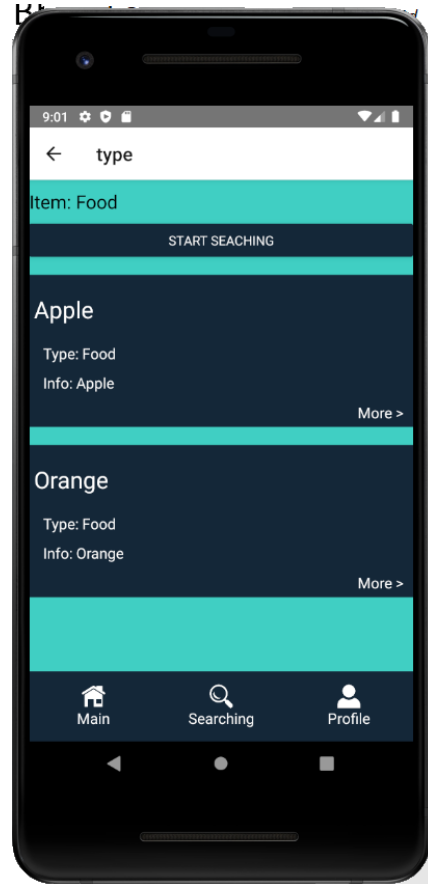 9:01
type
Item: Food
START SEACHING
Apple
Type: Food
Info: Apple
More >
Orange
Type: Food
Info: Orange
More >
Main Searching Profile